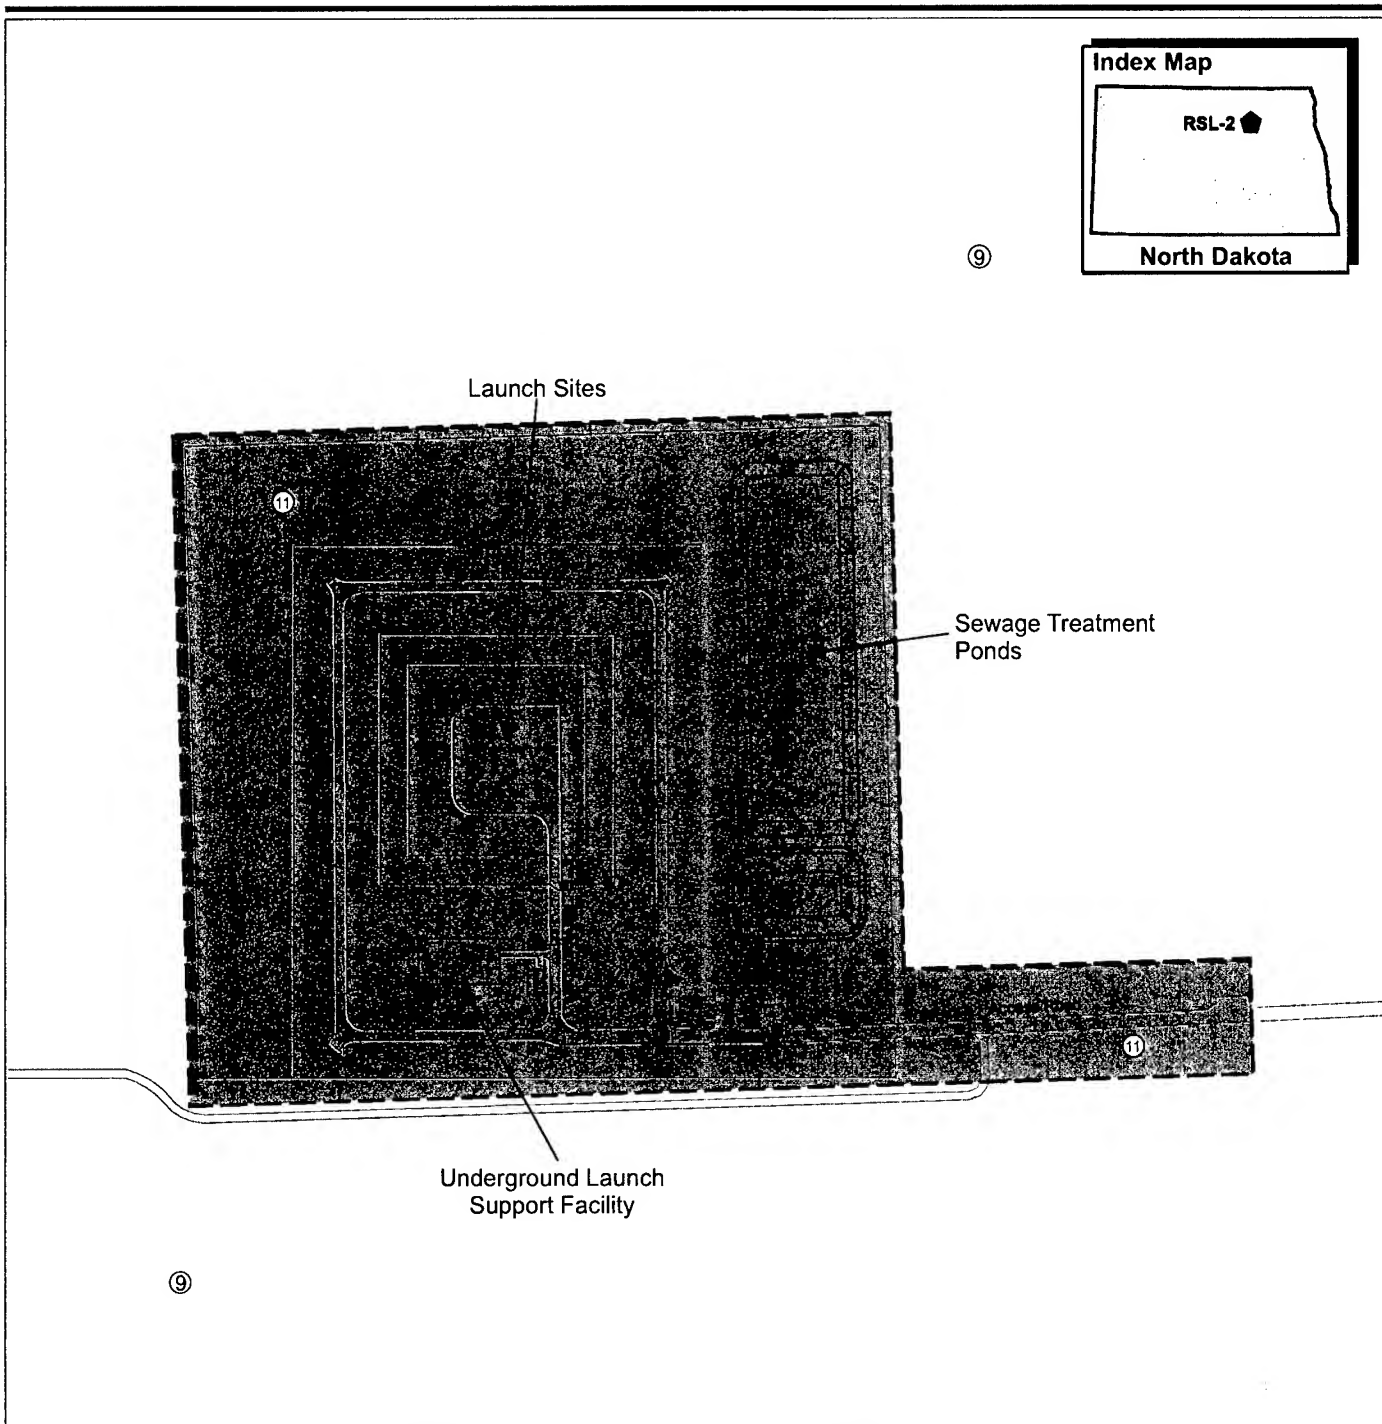 Index Map
RSL-2
North Dakota
⑨
Launch Sites
⑪
Sewage Treatment
Ponds
⑪
Underground Launch
Support Facility
⑨